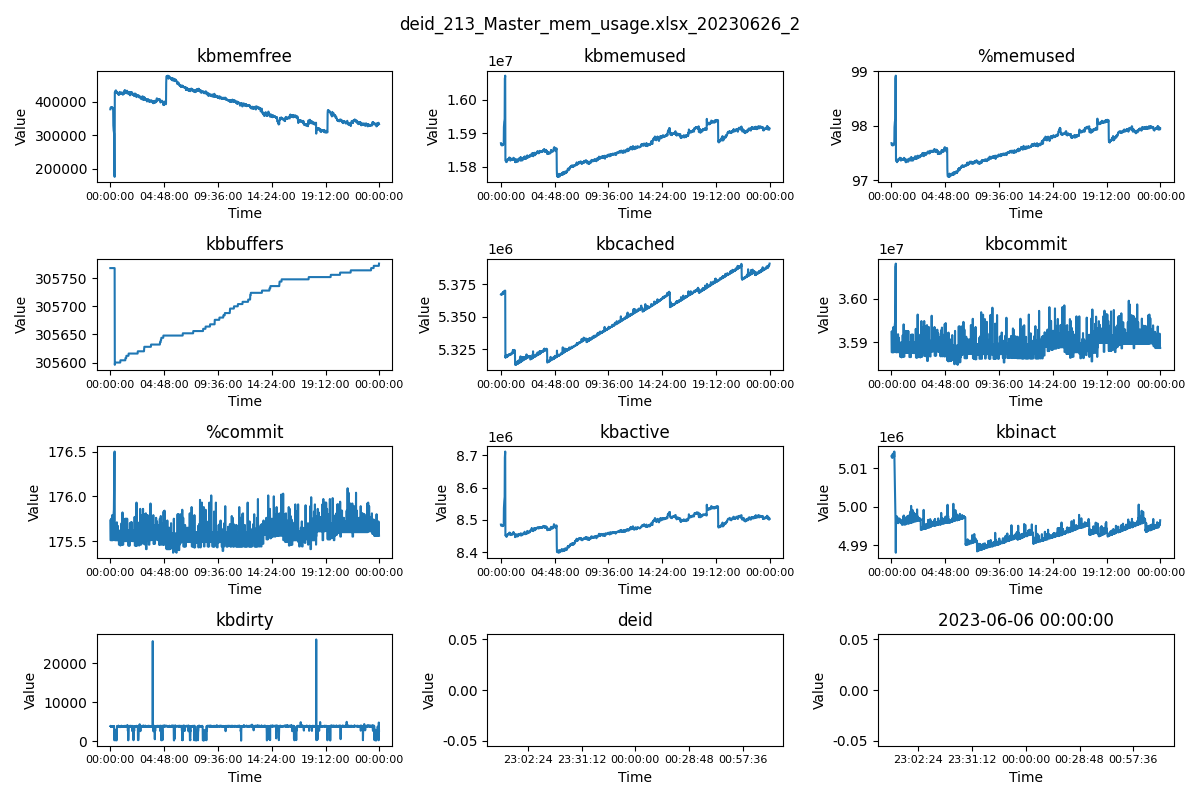 deid_213_Master_mem_usage.xlsx_20230626_2
kbmemfree
kbmemused
%memused
1e7
Value
400000
300000
200000
00:00:00 04:48:00 09:36:00 14:24:00 19:12:00 00:00:00
Time
Value
1.60
1.59
1.58
00:00:00 04:48:00 09:36:00 14:24:00 19:12:00 00:00:00
Time
Value
99
98
97
00:00:00 04:48:00 09:36:00 14:24:00 19:12:00 00:00:00
Time
kbbuffers
kbcached
kbcommit
1e6
1e7
Value
305750
305700
305650
305600
00:00:00 04:48:00 09:36:00 14:24:00 19:12:00 00:00:00
Time
Value
5.375
5.350
5.325
00:00:00 04:48:00 09:36:00 14:24:00 19:12:00 00:00:00
Time
Value
3.60
3.59
00:00:00 04:48:00 09:36:00 14:24:00 19:12:00 00:00:00
Time
%commit
kbactive
kbinact
1e6
1e6
Value
176.5
176.0
175.5
00:00:00 04:48:00 09:36:00 14:24:00 19:12:00 00:00:00
Time
Value
8.7
8.6
8.5
8.4
00:00:00 04:48:00 09:36:00 14:24:00 19:12:00 00:00:00
Time
Value
5.01
5.00
4.99
00:00:00 04:48:00 09:36:00 14:24:00 19:12:00 00:00:00
Time
kbdirty
deid
2023-06-06 00:00:00
Value
20000
10000
0
00:00:00 04:48:00 09:36:00 14:24:00 19:12:00 00:00:00
Time
Value
0.05
0.00
-0.05
23:02:24 23:31:12 00:00:00 00:28:48 00:57:36
Time
Value
0.05
0.00
-0.05
23:02:24 23:31:12 00:00:00 00:28:48 00:57:36
Time